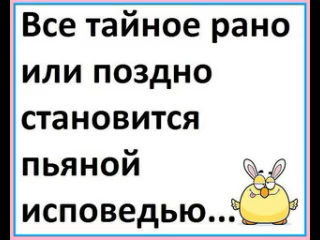 Все тайное рано
или поздно
становится
пьяной
исповедью...